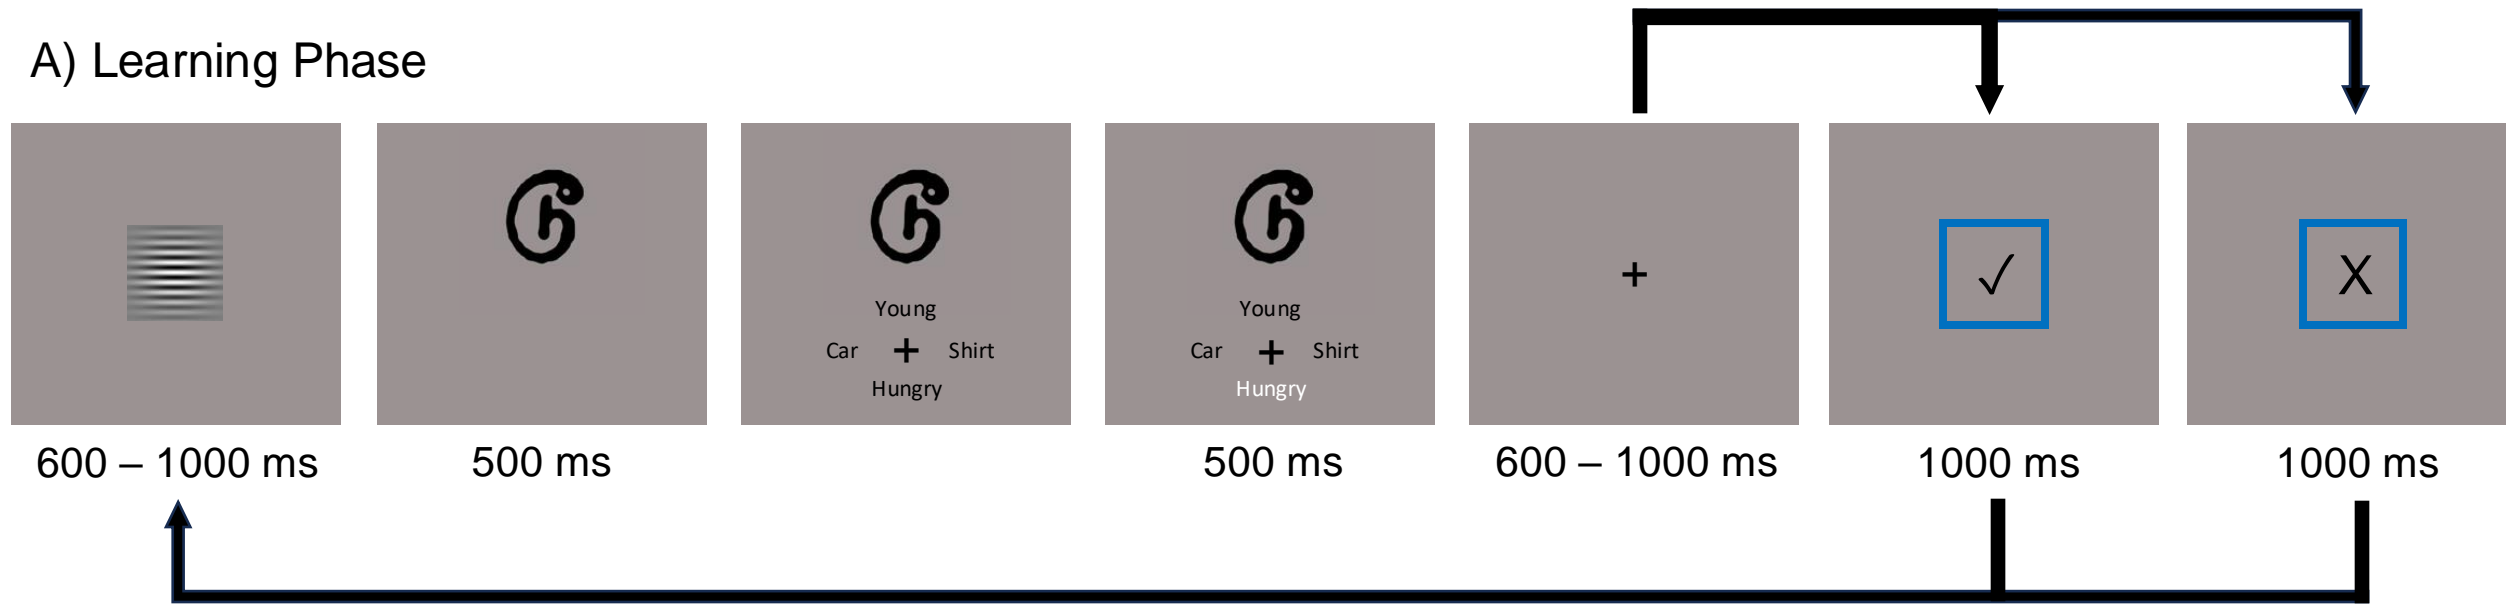 A) Learning Phase
Young
Car + Shirt
Hungry
Young
Car + Shirt
Hungry
+
✓
X
600 – 1000 ms
500 ms
500 ms
600 – 1000 ms
1000 ms
1000 ms